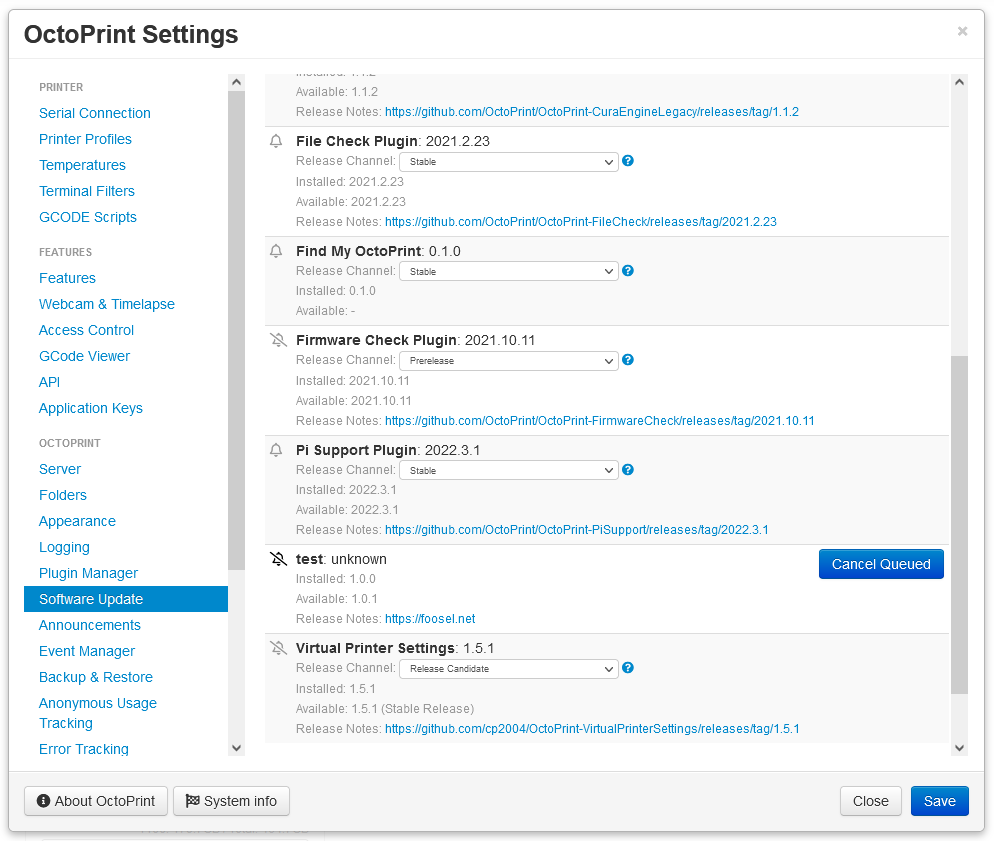 OctoPrint Settings
×
PRINTER
Serial Connection
Printer Profiles
Temperatures
Terminal Filters
GCODE Scripts
FEATURES
Features
Webcam & Timelapse
Access Control
GCode Viewer
API
Application Keys
OCTOPRINT
Server
Folders
Appearance
Logging
Plugin Manager
Software Update
Announcements
Event Manager
Backup & Restore
Anonymous Usage
Tracking
Error Tracking
Installed: 1.1.2
Available: 1.1.2
Release Notes: https://github.com/OctoPrint/OctoPrint-CuraEngineLegacy/releases/tag/1.1.2
File Check Plugin: 2021.2.23
Release Channel: Stable
Installed: 2021.2.23
Available: 2021.2.23
Release Notes: https://github.com/OctoPrint/OctoPrint-FileCheck/releases/tag/2021.2.23
Find My OctoPrint: 0.1.0
Release Channel: Stable
Installed: 0.1.0
Available: -
Firmware Check Plugin: 2021.10.11
Release Channel: Prerelease
Installed: 2021.10.11
Available: 2021.10.11
Release Notes: https://github.com/OctoPrint/OctoPrint-FirmwareCheck/releases/tag/2021.10.11
Pi Support Plugin: 2022.3.1
Release Channel: Stable
Installed: 2022.3.1
Available: 2022.3.1
Release Notes: https://github.com/OctoPrint/OctoPrint-PiSupport/releases/tag/2022.3.1
test: unknown
Cancel Queued
Installed: 1.0.0
Available: 1.0.1
Release Notes: https://foosel.net
Virtual Printer Settings: 1.5.1
Release Channel: Release Candidate
Installed: 1.5.1
Available: 1.5.1 (Stable Release)
Release Notes: https://github.com/cp2004/OctoPrint-VirtualPrinterSettings/releases/tag/1.5.1
About OctoPrint
System info
Close
Save